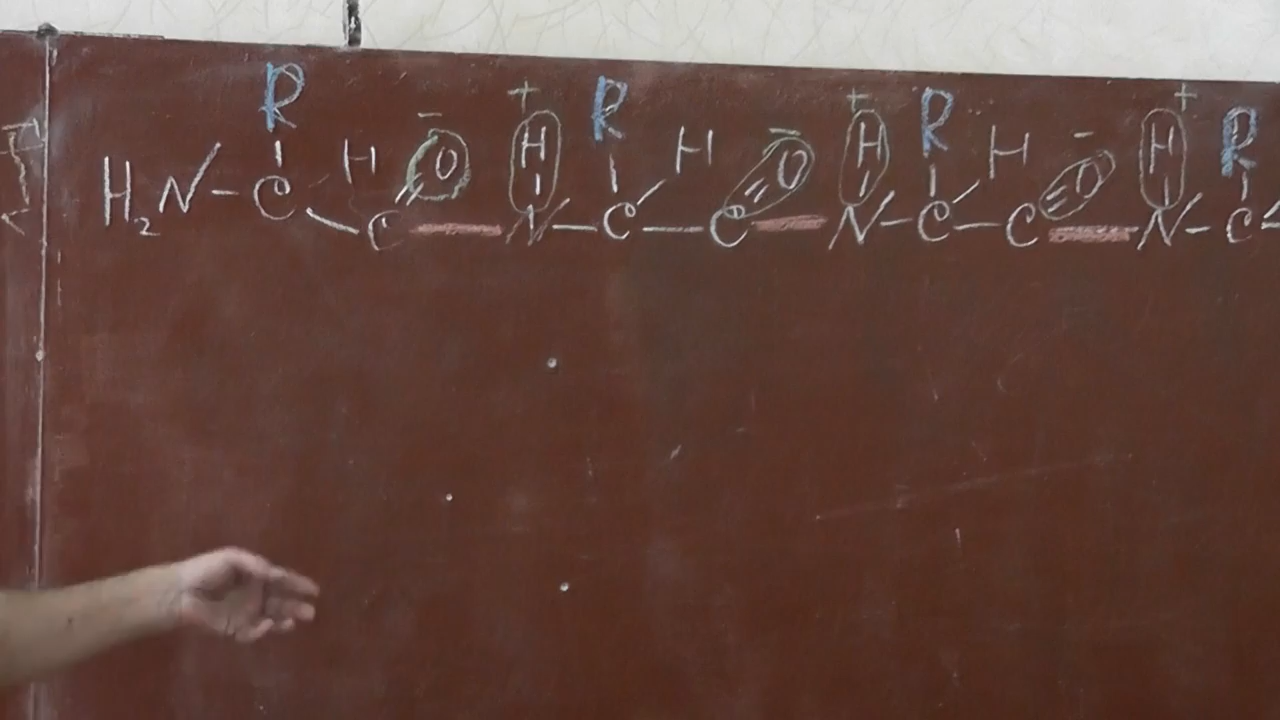 R + R + R + R
H - H H - H H - H
H₂N-C O H O H O H
C-N-C-C-N-C-C-N-C